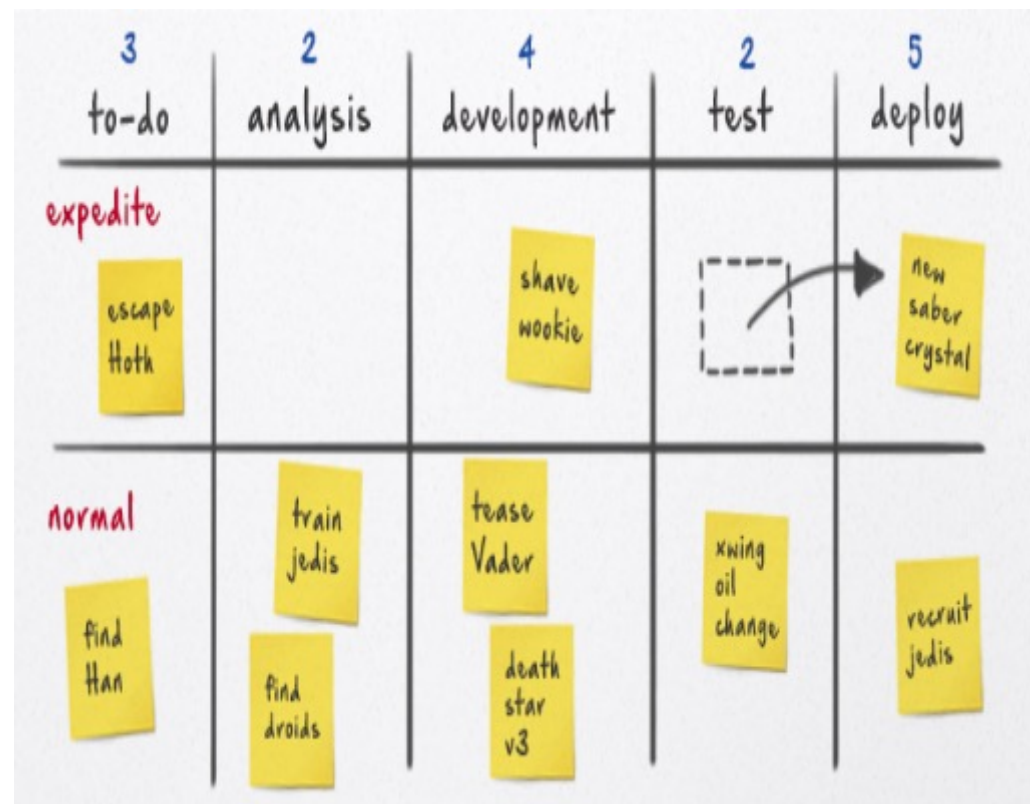 3 2 4 2 5
to-do analysis development test deploy
expedite
escape
Hoth
shave
wookie
new
saber
crystal
normal
find
Han
train
jedis
find
droids
tease
Vader
death
star
v3
xwing
oil
change
recruit
jedis